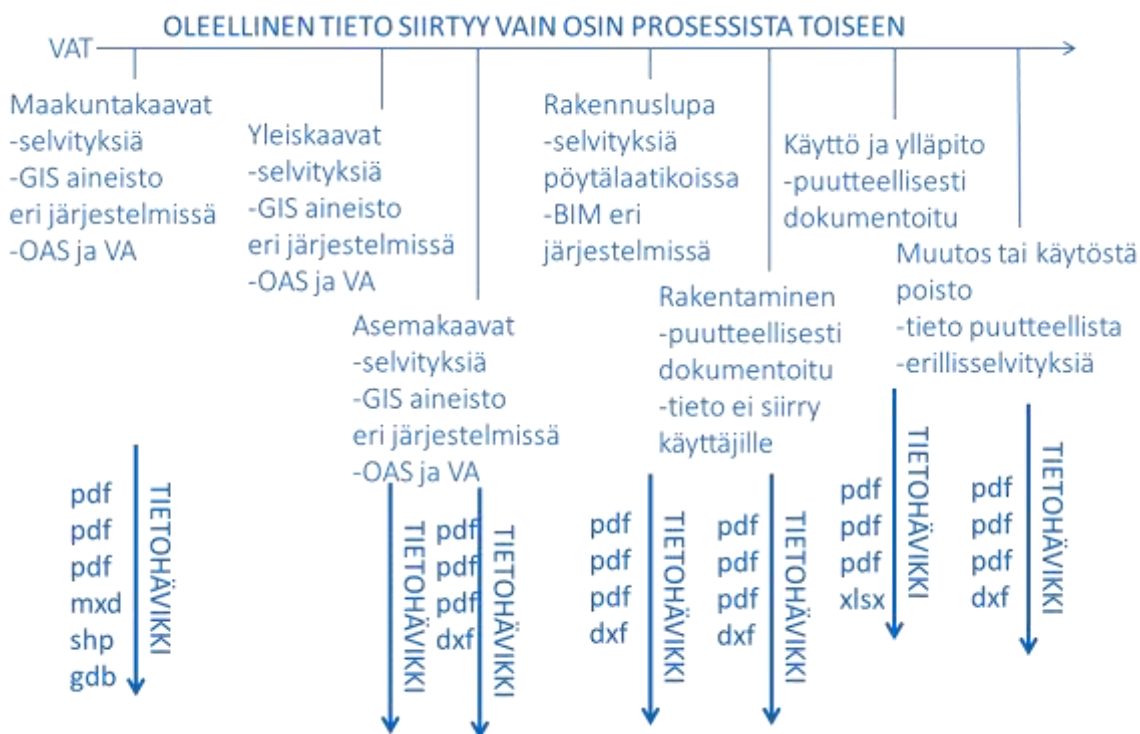 OLEELLINEN TIETO SIIRTYY VAIN OSIN PROSESSISTA TOISEEN
VAT
Maakuntakaavat
-selvityksiä
-GIS aineisto
eri järjestelmissä
-OAS ja VA
Yleiskaavat
-selvityksiä
-GIS aineisto
eri järjestelmissä
-OAS ja VA
Asemakaavat
-selvityksiä
-GIS aineisto
eri järjestelmissä
-OAS ja VA
Rakennuslupa
-selvityksiä
pöytälaatikoissa
-BIM eri
järjestelmissä
Rakentaminen
-puutteellisesti
dokumentoitu
-tieto ei siirry
käyttäjille
Käyttö ja ylläpito
-puutteellisesti
dokumentoitu
Muutos tai käytöstä
poisto
-tieto puutteellista
-erillisselvityksiä
pdf
pdf
pdf
mxd
shp
gdb
TIETOHÄVIKKI
TIETOHÄVIKKI
pdf
pdf
pdf
dxf
TIETOHÄVIKKI
pdf
pdf
pdf
dxf
TIETOHÄVIKKI
pdf
pdf
pdf
dxf
TIETOHÄVIKKI
pdf
pdf
pdf
xlsx
TIETOHÄVIKKI
pdf
pdf
pdf
dxf
TIETOHÄVIKKI